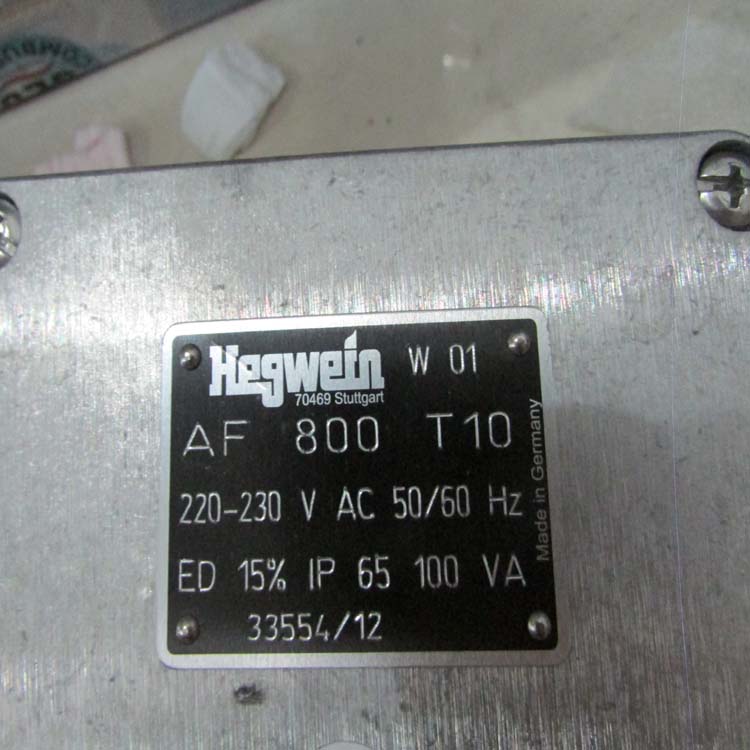 COMBUS
Hegwein W 01
70469 Stuttgart
AF 800 T10
220-230 V AC 50/60 Hz
ED 15% IP 65 100 VA
33554/12
Made in Germany